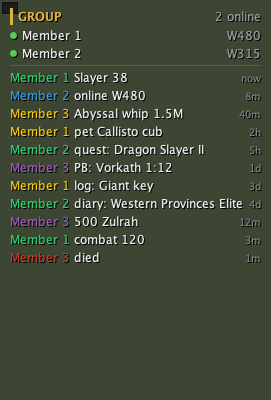 GROUP 2 online
Member 1 W480
Member 2 W315
Member 1 Slayer 38 now
Member 2 online W480 8m
Member 3 Abyssal whip 1.5M 40m
Member 1 pet Callisto cub 2h
Member 2 quest: Dragon Slayer II 5h
Member 3 PB: Vorkath 1:12 1d
Member 1 log: Giant key 3d
Member 2 diary: Western Provinces Elite 4d
Member 3 500 Zulrah 12m
Member 1 combat 120 3m
Member 3 died 1m